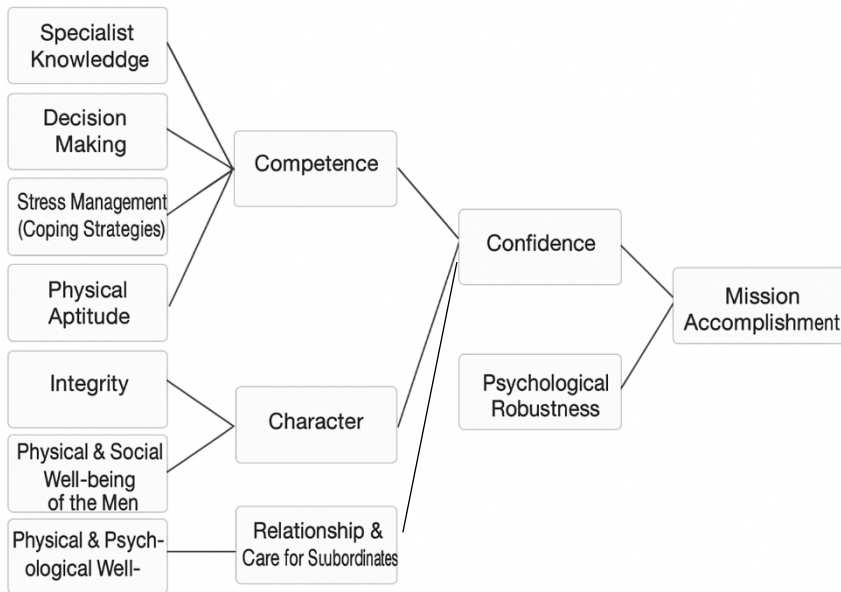 Specialist
Knowleddge
Decision
Making
Stress Management
(Coping Strategies)
Physical
Aptitude
Integrity
Physical & Social
Well-being
of the Men
Physical & Psych-
ological Well-
Competence
Character
Relationship &
Care for Suubordinates
Confidence
Psychological
Robustness
Mission
Accomplishment